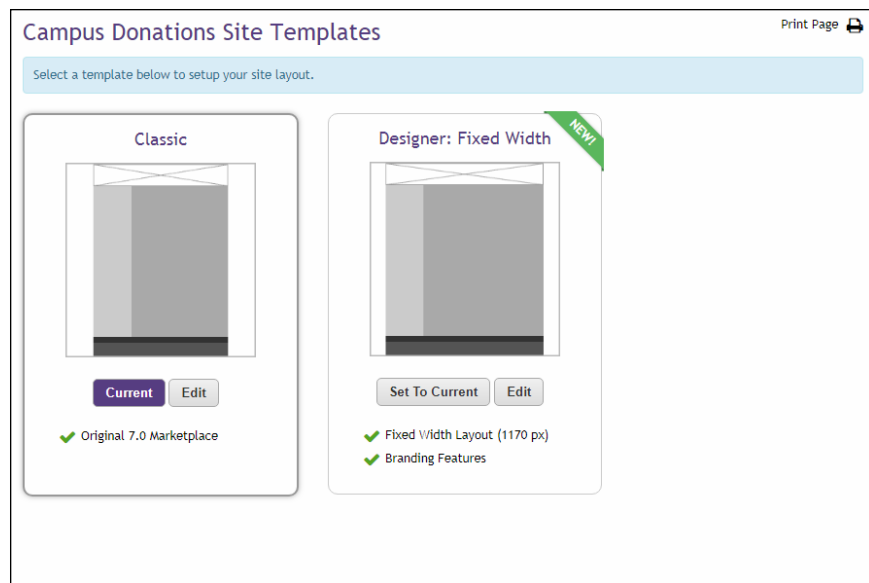 Campus Donations Site Templates
Print Page
Select a template below to setup your site layout.
Classic
Current
Edit
Original 7.0 Marketplace
NEW!
Designer: Fixed Width
Set To Current
Edit
Fixed Width Layout (1170 px)
Branding Features